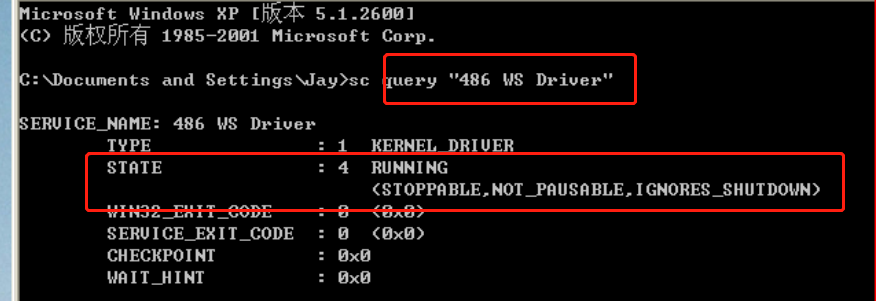 Microsoft Windows XP [版本 5.1.2600]
(C) 版权所有 1985-2001 Microsoft Corp.
C:\Documents and Settings\Jay>sc query "486 WS Driver"
SERVICE_NAME: 486 WS Driver
TYPE : 1 KERNEL_DRIVER
STATE : 4 RUNNING
(STOPPABLE,NOT_PAUSABLE,IGNORES_SHUTDOWN)
WIN32_EXIT_CODE : 0 (0x0)
SERVICE_EXIT_CODE : 0 (0x0)
CHECKPOINT : 0x0
WAIT_HINT : 0x0